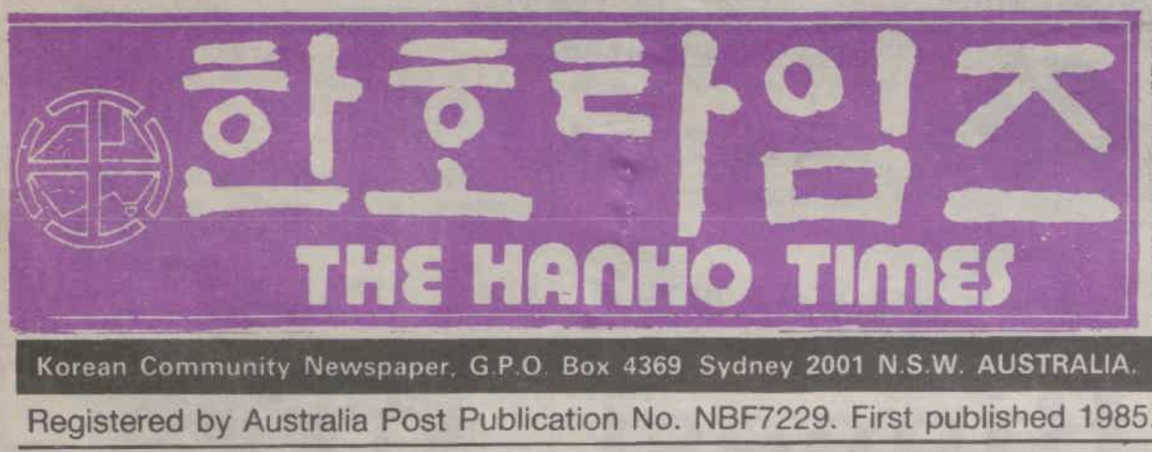 한호타임즈
THE HANHO TIMES
Korean Community Newspaper, G.P.O. Box 4369 Sydney 2001 N.S.W. AUSTRALIA.
Registered by Australia Post Publication No. NBF7229. First published 1985.